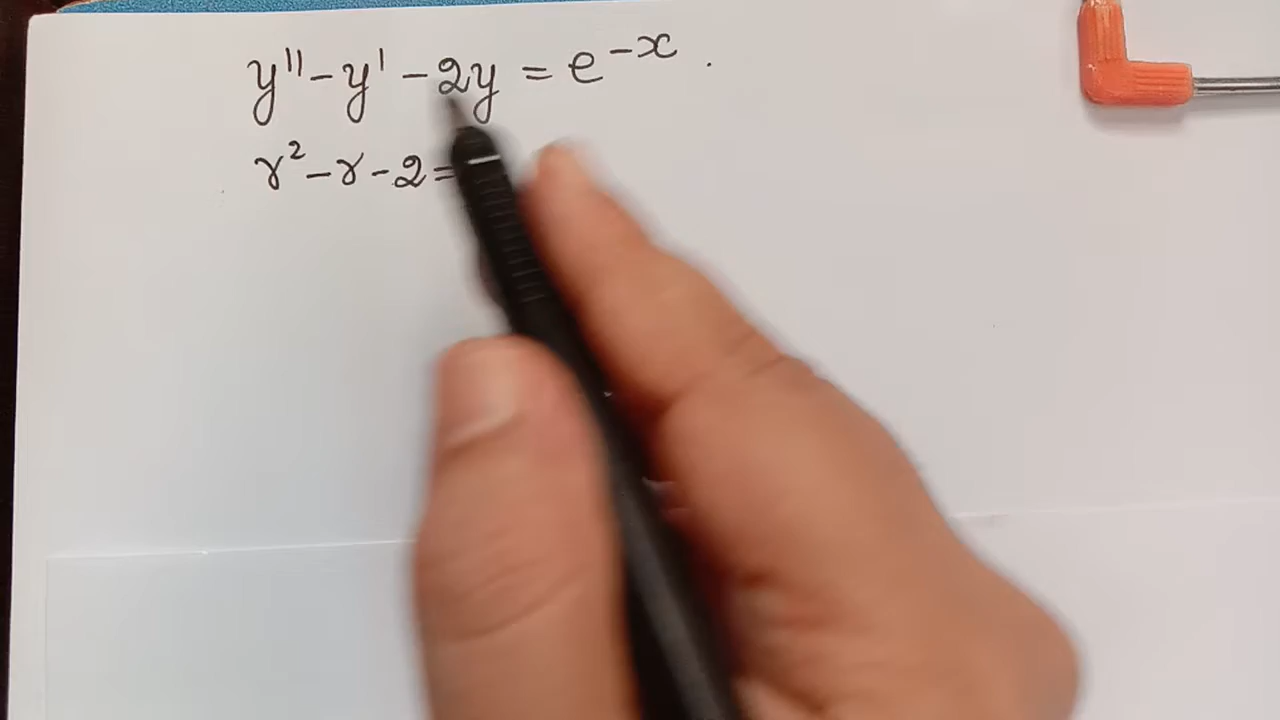 y'' - y' - 2y = e^{-x}.
r² - r - 2 =